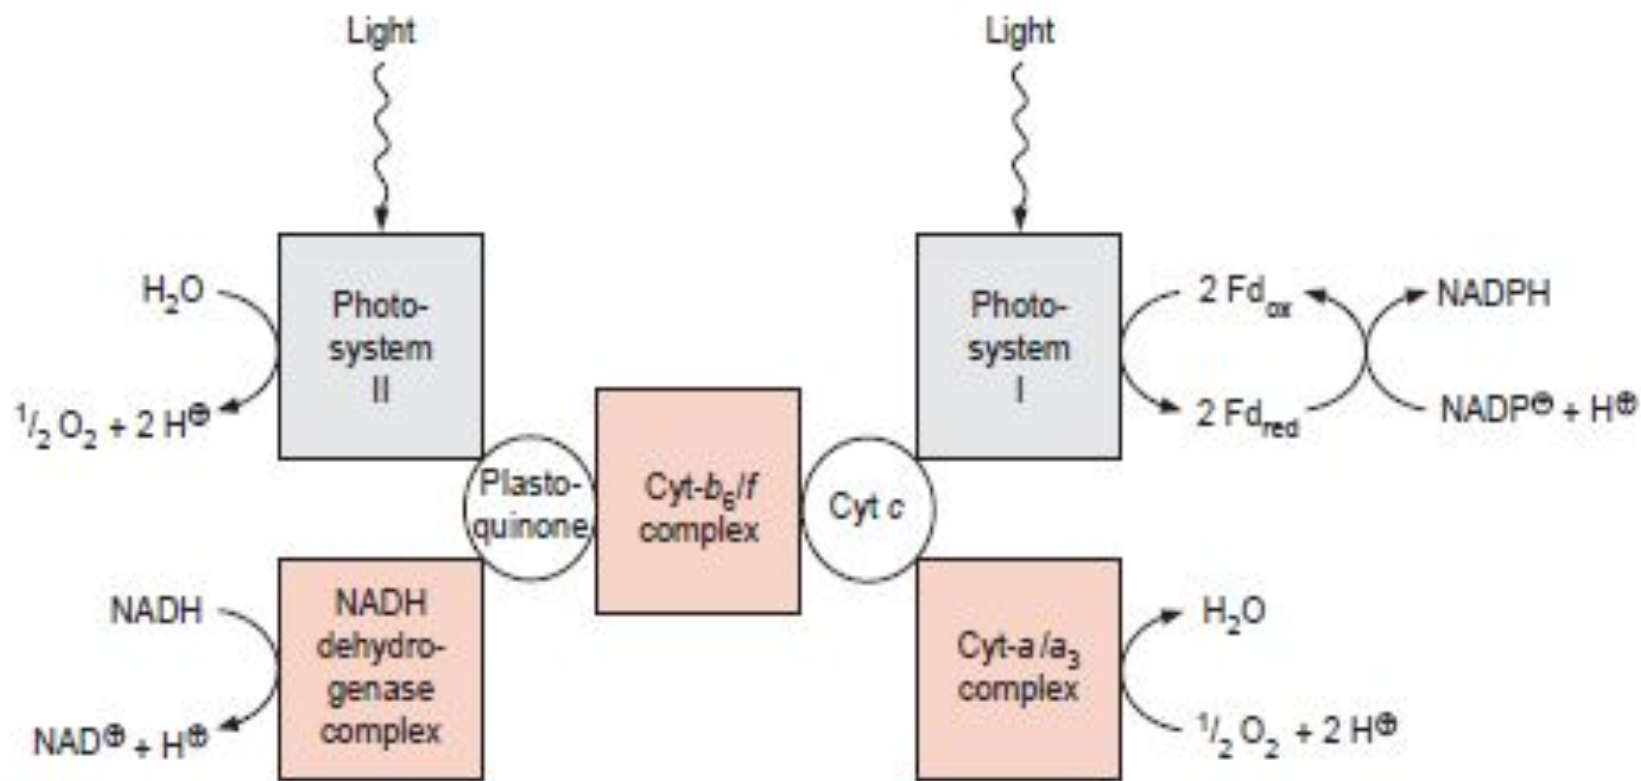 Light
Light
H₂O
½ O₂ + 2 H⊕
Photo-
system
II
Photo-
system
I
2 Fdox
2 Fdred
NADPH
NADP⊕ + H⊕
Plasto-
quinone
Cyt-b₆/f
complex
Cyt c
NADH
NAD⊕ + H⊕
NADH
dehydro-
genase
complex
Cyt-a/a₃
complex
H₂O
½ O₂ + 2 H⊕